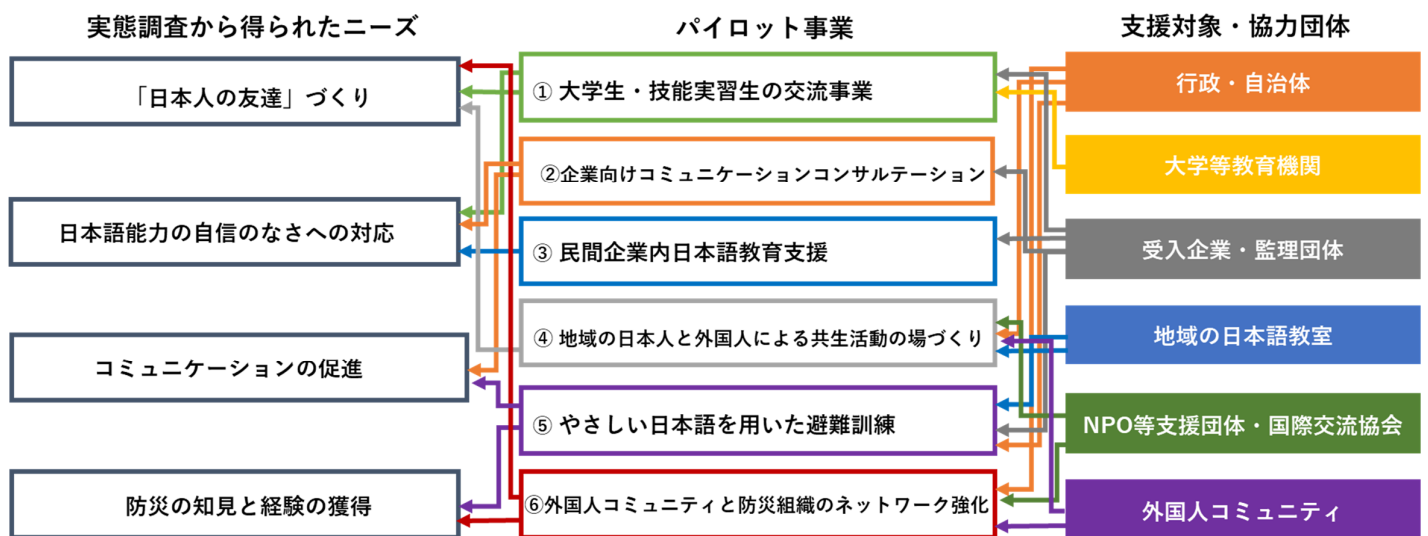 実態調査から得られたニーズ
パイロット事業
支援対象・協力団体
「日本人の友達」づくり
日本語能力の自信のなさへの対応
コミュニケーションの促進
防災の知見と経験の獲得
① 大学生・技能実習生の交流事業
②企業向けコミュニケーションコンサルテーション
③ 民間企業内日本語教育支援
④ 地域の日本人と外国人による共生活動の場づくり
⑤ やさしい日本語を用いた避難訓練
⑥外国人コミュニティと防災組織のネットワーク強化
行政・自治体
大学等教育機関
受入企業・監理団体
地域の日本語教室
NPO等支援団体・国際交流協会
外国人コミュニティ